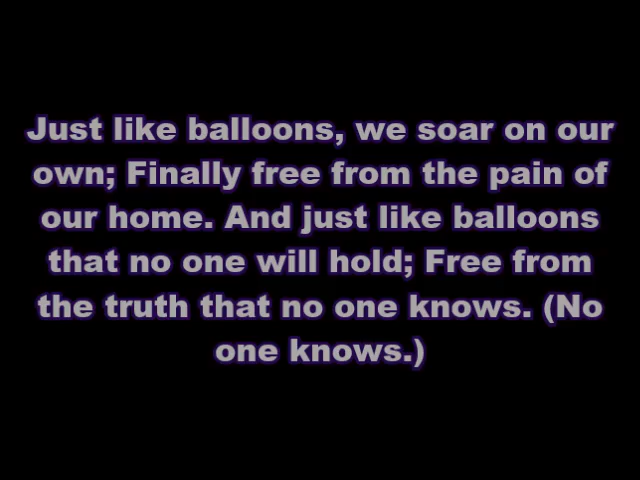 Just like balloons, we soar on our
own; Finally free from the pain of
our home. And just like balloons
that no one will hold; Free from
the truth that no one knows. (No
one knows.)